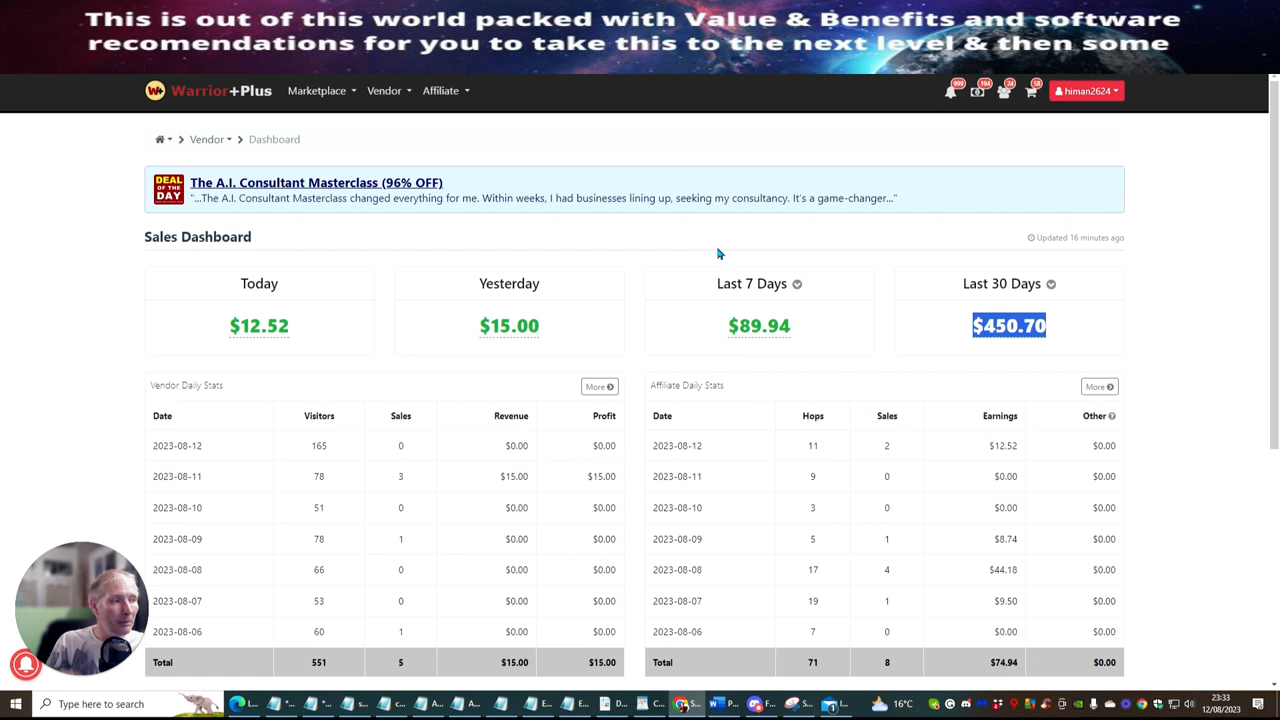 This is out of this world packed with Value & Benefits and software
recomendations for you to take this to the next level & then some
W+ Warrior+Plus Marketplace Vendor Affiliate 999 194 24 58 himan2624
Vendor Dashboard
DEAL OF THE DAY
The A.I. Consultant Masterclass (96% OFF)
"...The A.I. Consultant Masterclass changed everything for me. Within weeks, I had businesses lining up, seeking my consultancy. It's a game-changer..."
Sales Dashboard Updated 16 minutes ago
Today Yesterday Last 7 Days Last 30 Days
$12.52 $15.00 $89.94 $450.70
Vendor Daily Stats More Affiliate Daily Stats More
Date Visitors Sales Revenue Profit Date Hops Sales Earnings Other
2023-08-12 165 0 $0.00 $0.00 2023-08-12 11 2 $12.52 $0.00
2023-08-11 78 3 $15.00 $15.00 2023-08-11 9 0 $0.00 $0.00
2023-08-10 51 0 $0.00 $0.00 2023-08-10 3 0 $0.00 $0.00
2023-08-09 78 1 $0.00 $0.00 2023-08-09 5 1 $8.74 $0.00
2023-08-08 66 0 $0.00 $0.00 2023-08-08 17 4 $44.18 $0.00
2023-08-07 53 0 $0.00 $0.00 2023-08-07 19 1 $9.50 $0.00
2023-08-06 60 1 $0.00 $0.00 2023-08-06 7 0 $0.00 $0.00
Total 551 5 $15.00 $15.00 Total 71 8 $74.94 $0.00
Type here to search L... "... "... s... c... A... A... E... E... D... C... S... P... F... S... I... 16°C 23:33
12/08/2023